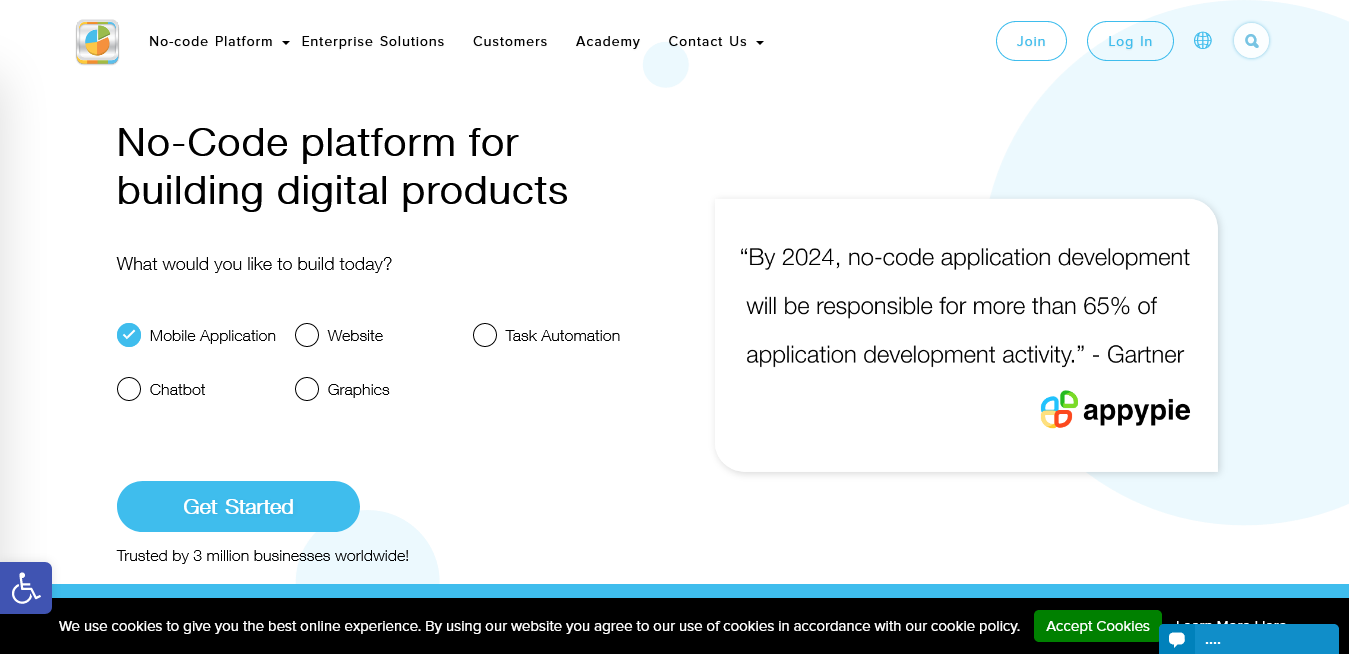 No-code Platform Enterprise Solutions Customers Academy Contact Us Join Log In
No-Code platform for
building digital products
What would you like to build today?
Mobile Application Website Task Automation
Chatbot Graphics
Get Started
Trusted by 3 million businesses worldwide!
“By 2024, no-code application development
will be responsible for more than 65% of
application development activity.” - Gartner
appypie
We use cookies to give you the best online experience. By using our website you agree to our use of cookies in accordance with our cookie policy. Accept Cookies Learn More Here
....